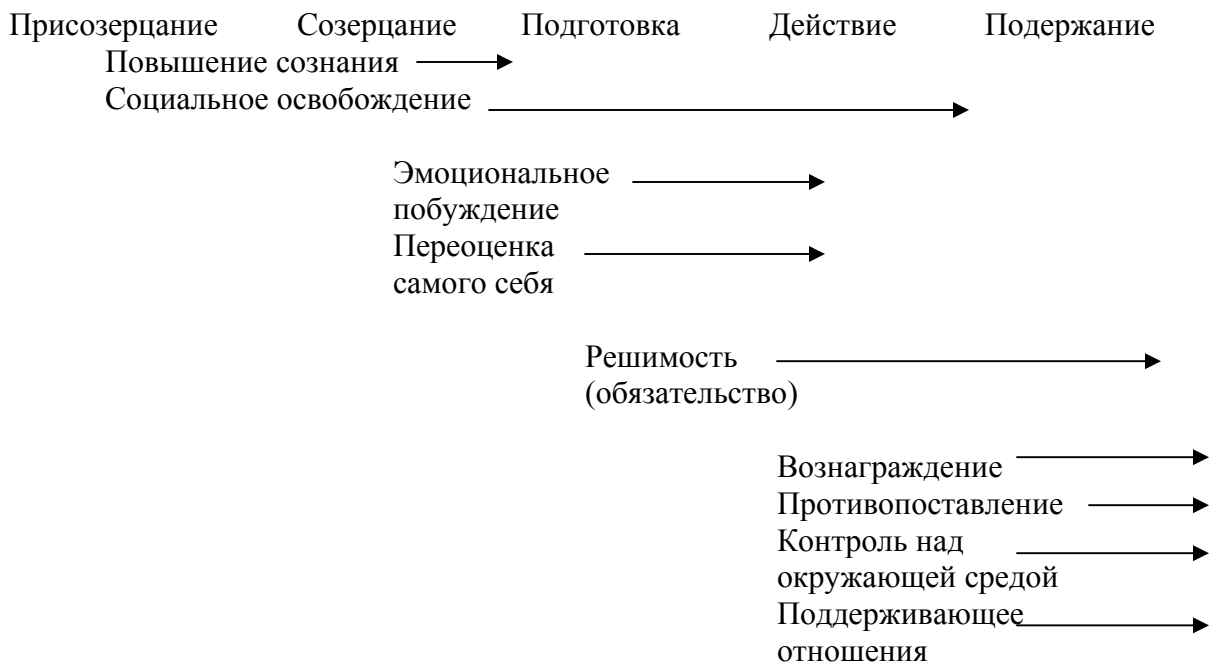 Присозерцание Созерцание Подготовка Действие Подержание
Повышение сознания
Социальное освобождение
Эмоциональное
побуждение
Переоценка
самого себя
Решимость
(обязательство)
Вознаграждение
Противопоставление
Контроль над
окружающей средой
Поддерживающее
отношения